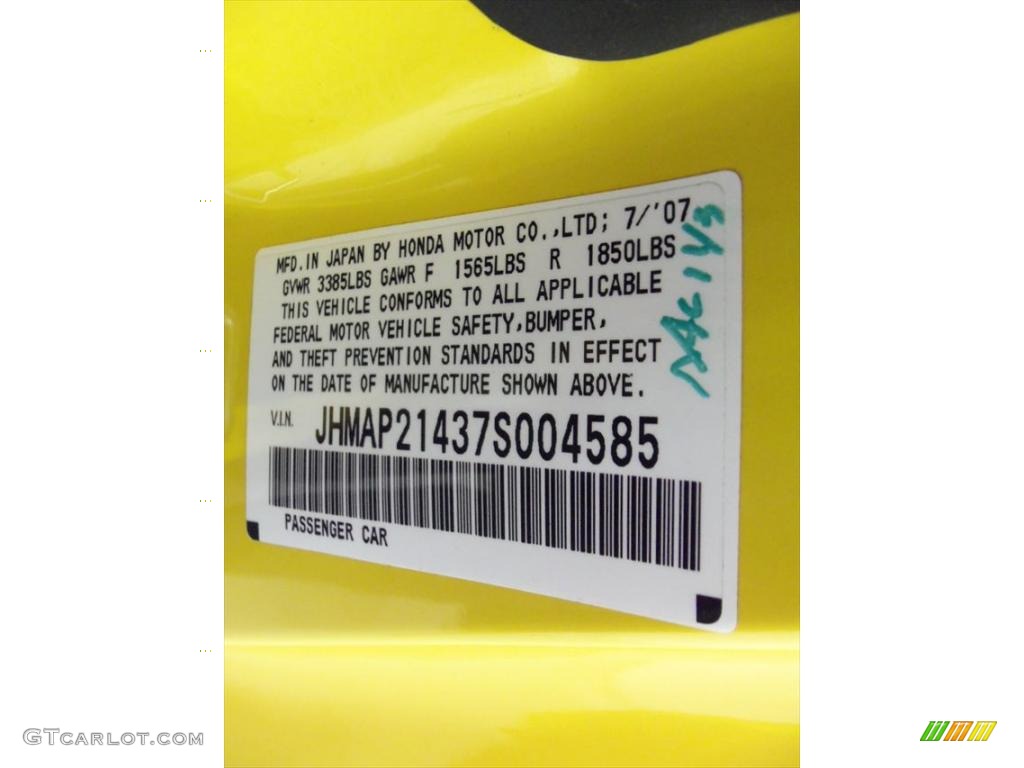 MFD. IN JAPAN BY HONDA MOTOR CO.,LTD; 7/'07
GVWR 3385LBS GAWR F 1565LBS R 1850LBS
THIS VEHICLE CONFORMS TO ALL APPLICABLE
FEDERAL MOTOR VEHICLE SAFETY,BUMPER,
AND THEFT PREVENTION STANDARDS IN EFFECT
ON THE DATE OF MANUFACTURE SHOWN ABOVE.
V.I.N. JHMAP21437S004585
PASSENGER CAR
GTCARLOT.COM